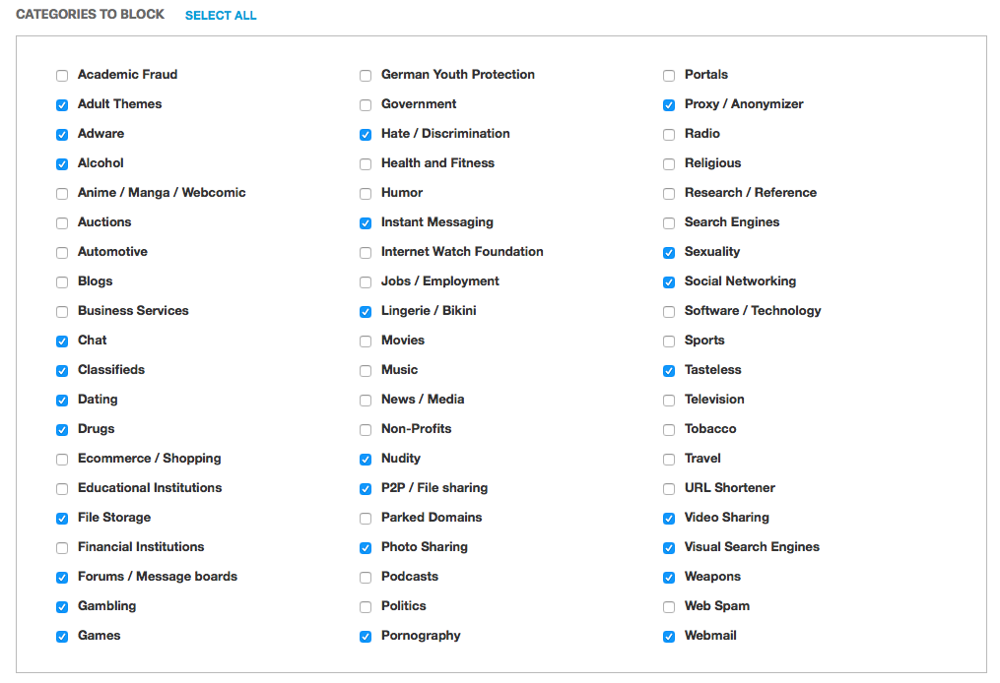 CATEGORIES TO BLOCK SELECT ALL
Academic Fraud
Adult Themes
Adware
Alcohol
Anime / Manga / Webcomic
Auctions
Automotive
Blogs
Business Services
Chat
Classifieds
Dating
Drugs
Ecommerce / Shopping
Educational Institutions
File Storage
Financial Institutions
Forums / Message boards
Gambling
Games
German Youth Protection
Government
Hate / Discrimination
Health and Fitness
Humor
Instant Messaging
Internet Watch Foundation
Jobs / Employment
Lingerie / Bikini
Movies
Music
News / Media
Non-Profits
Nudity
P2P / File sharing
Parked Domains
Photo Sharing
Podcasts
Politics
Pornography
Portals
Proxy / Anonymizer
Radio
Religious
Research / Reference
Search Engines
Sexuality
Social Networking
Software / Technology
Sports
Tasteless
Television
Tobacco
Travel
URL Shortener
Video Sharing
Visual Search Engines
Weapons
Web Spam
Webmail